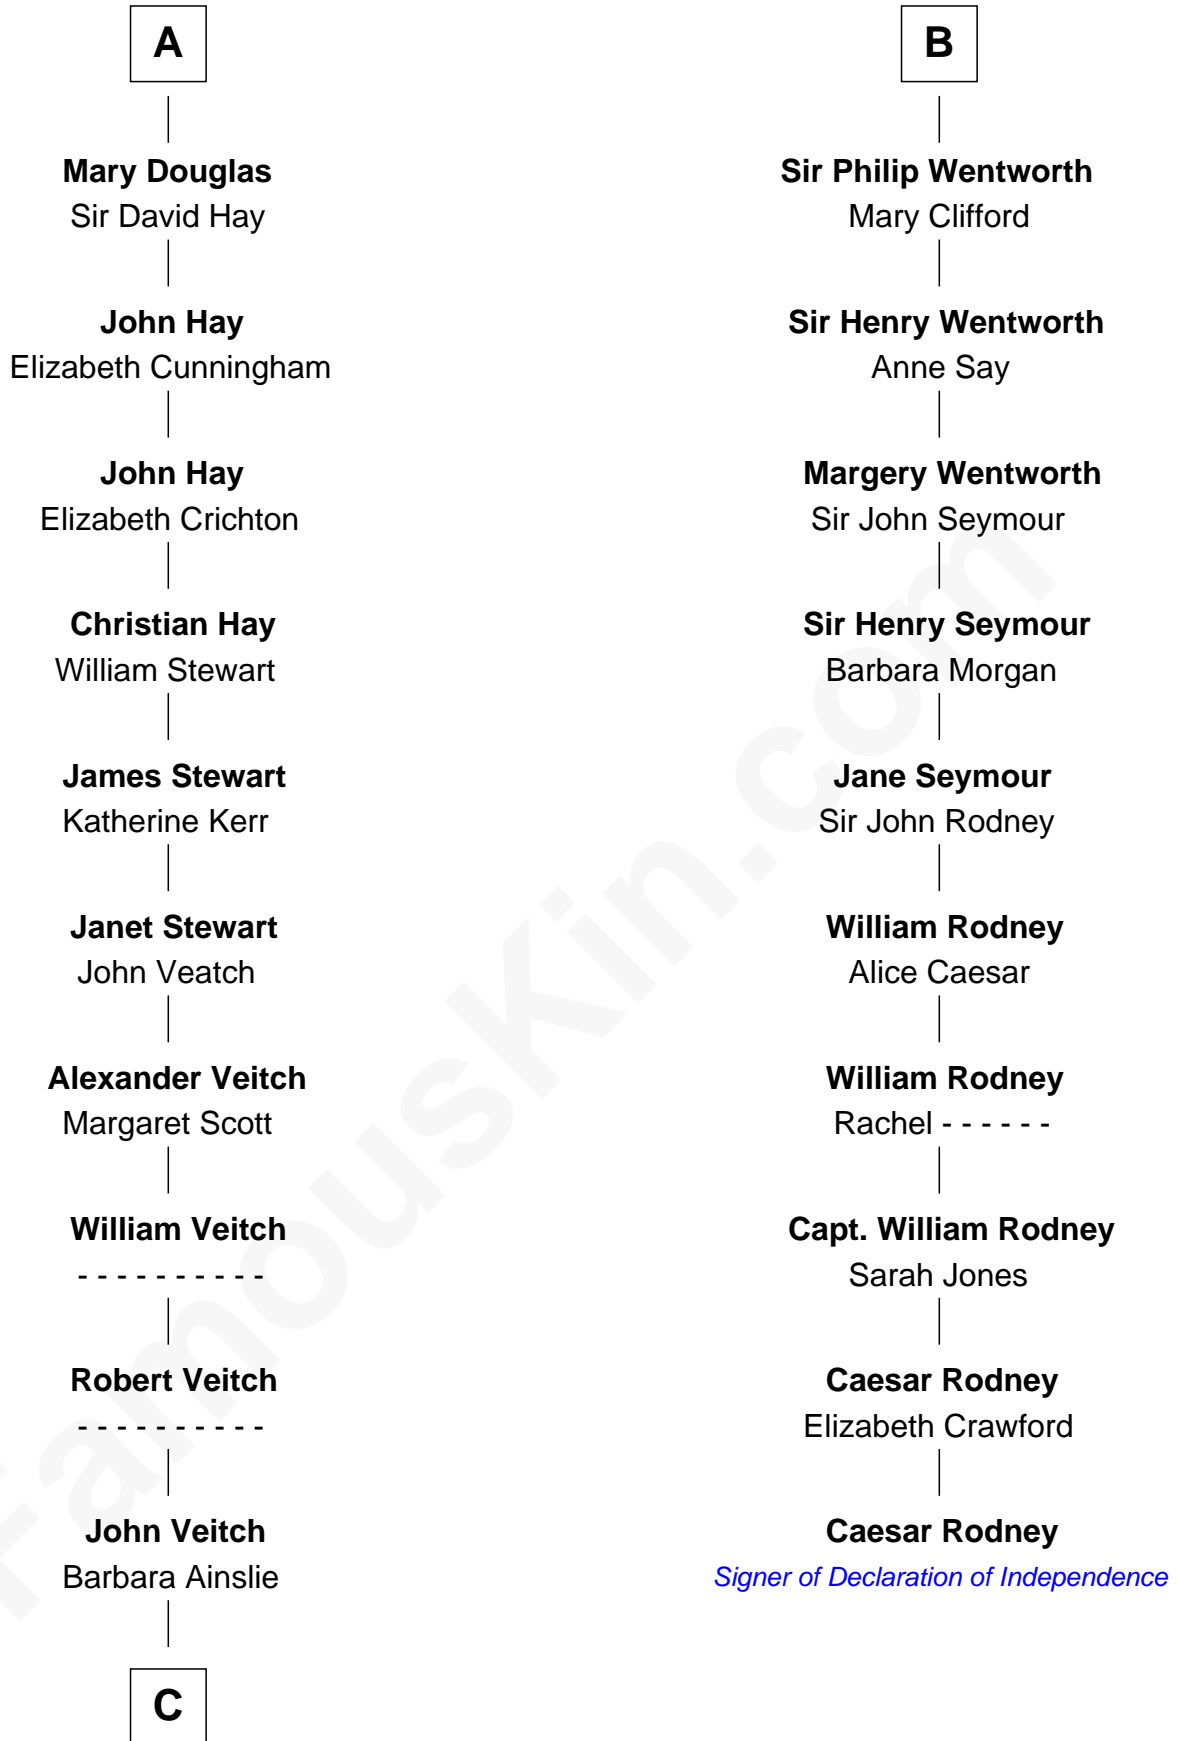 A
Mary Douglas
Sir David Hay
John Hay
Elizabeth Cunningham
John Hay
Elizabeth Crichton
Christian Hay
William Stewart
James Stewart
Katherine Kerr
Janet Stewart
John Veatch
Alexander Veitch
Margaret Scott
William Veitch
- - - - - - - - - -
Robert Veitch
- - - - - - - - - -
John Veitch
Barbara Ainslie
C
B
Sir Philip Wentworth
Mary Clifford
Sir Henry Wentworth
Anne Say
Margery Wentworth
Sir John Seymour
Sir Henry Seymour
Barbara Morgan
Jane Seymour
Sir John Rodney
William Rodney
Alice Caesar
William Rodney
Rachel - - - - - -
Capt. William Rodney
Sarah Jones
Caesar Rodney
Elizabeth Crawford
Caesar Rodney
Signer of Declaration of Independence
FamousKin.com